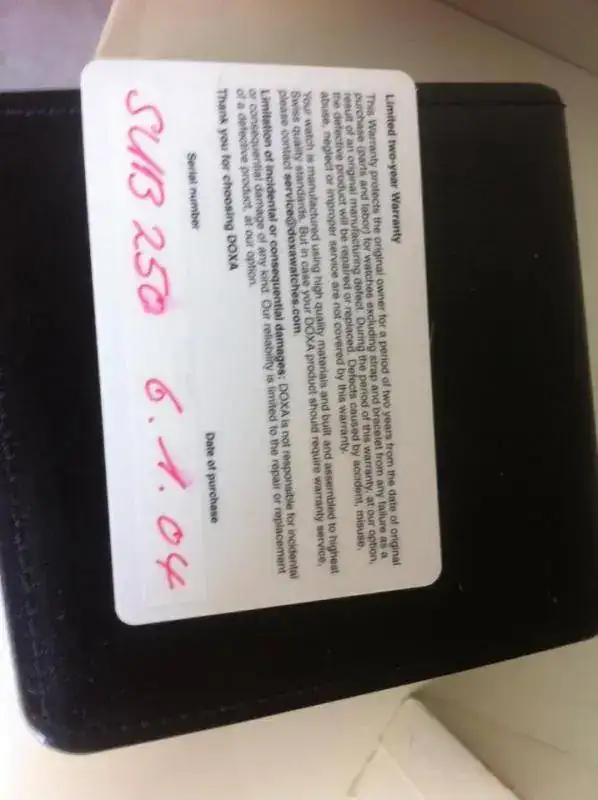 Limited two-year Warranty
This Warranty protects the original owner for a period of two years from the date of original
purchase (parts and labor) for watches excluding strap and bracelet from any failure as a
result of an original manufacturing defect. During the period of this warranty, at our option,
the defective product will be repaired or replaced. Defects caused by accident, misuse,
abuse, neglect or improper service are not covered by this warranty.
Your watch is manufactured using high quality materials and built and assembled to highest
Swiss quality standards. But in case your DOXA product should require warranty service,
please contact service@doxawatches.com.
Limitation of incidental or consequential damages: DOXA is not responsible for incidental
or consequential damage of any kind. Our reliability is limited to the repair or replacement
of a defective product, at our option.
Thank you for choosing DOXA
Serial number Date of purchase
SUB 250 6.1.04